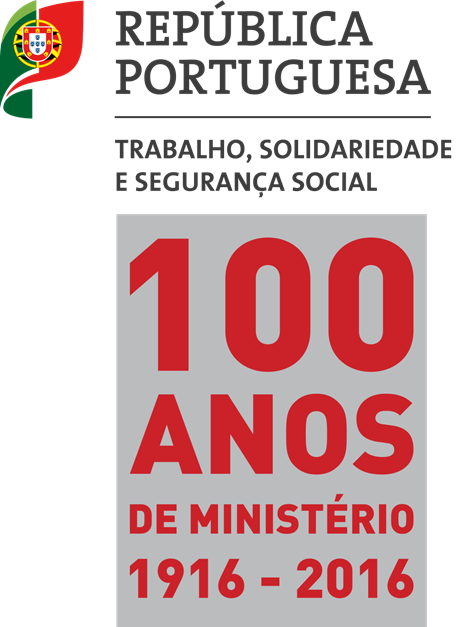 REPÚBLICA
PORTUGUESA
TRABALHO, SOLIDARIEDADE
E SEGURANÇA SOCIAL
100
ANOS
DE MINISTÉRIO
1916 - 2016